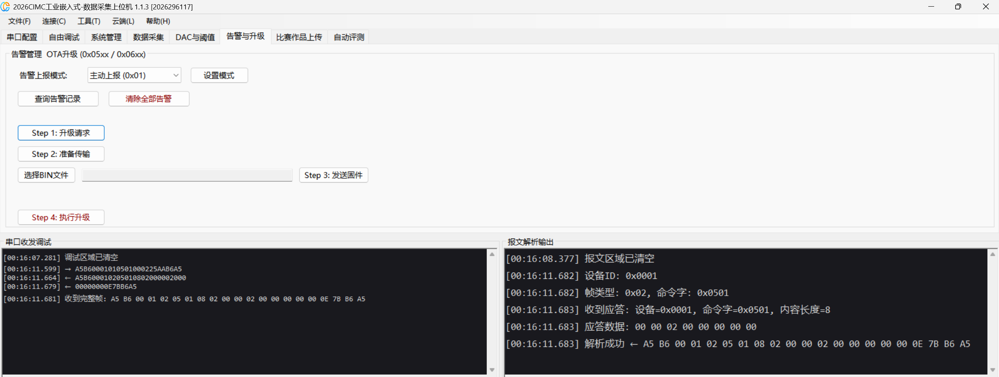 2026CIMC工业嵌入式-数据采集上位机 1.1.3 [2026296117]
文件(F) 连接(C) 工具(T) 云端(L) 帮助(H)
串口配置 自由调试 系统管理 数据采集 DAC与阈值 告警与升级 比赛作品上传 自动评测
告警管理 OTA升级 (0x05xx / 0x06xx)
告警上报模式: 主动上报 (0x01) 设置模式
查询告警记录 清除全部告警
Step 1: 升级请求
Step 2: 准备传输
选择BIN文件 Step 3: 发送固件
Step 4: 执行升级
串口收发调试
[00:16:07.281] 调试区域已清空
[00:16:11.599] → A5B60001010501000225AAB6A5
[00:16:11.664] ← A5B600010205010802000002000
[00:16:11.679] ← 00000000E7BB6A5
[00:16:11.681] 收到完整帧: A5 B6 00 01 02 05 01 08 02 00 00 02 00 00 00 00 00 0E 7B B6 A5
报文解析输出
[00:16:08.377] 报文区域已清空
[00:16:11.682] 设备ID: 0x0001
[00:16:11.682] 帧类型: 0x02, 命令字: 0x0501
[00:16:11.683] 收到应答: 设备=0x0001, 命令字=0x0501, 内容长度=8
[00:16:11.683] 应答数据: 00 00 02 00 00 00 00 00
[00:16:11.683] 解析成功 ← A5 B6 00 01 02 05 01 08 02 00 00 02 00 00 00 00 00 0E 7B B6 A5